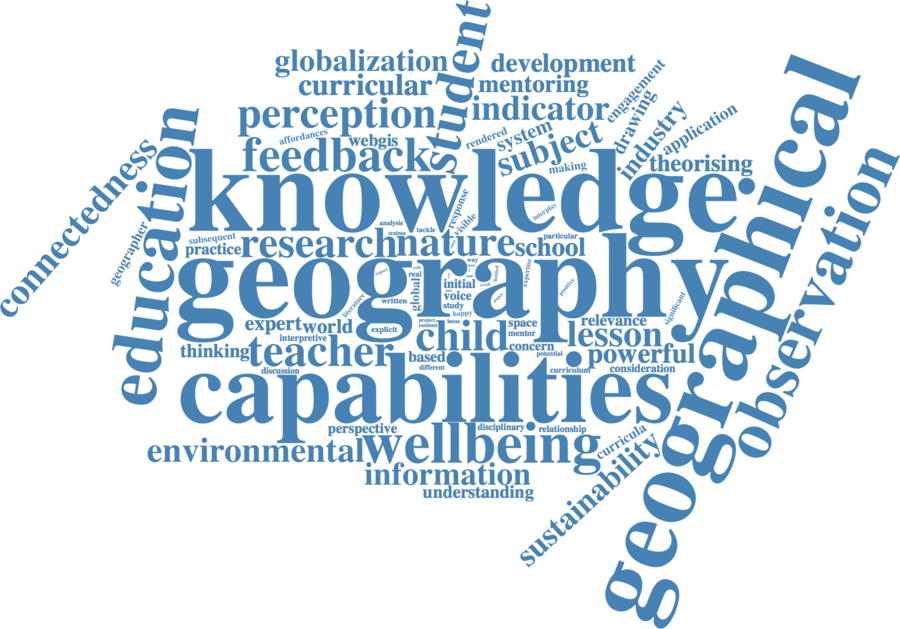 student
globalization
development
curricular
mentoring
engagement
perception
indicator
drawing
industry
application
affordances
webgis
rendered
system
subject
feedback
making
theorising
geographical
connectedness
education
knowledge
observation
response
visible
interplay
analysis
tackle
trainee
geographer
subsequent
practice
research
nature
particular
school
geography
real
global
way
initial
voice
study
expertise
positive
written
literature
happy
significant
expert
world
explicit
project
content
issue
child
space
mentor
relevance
lesson
interpretive
thinking
teacher
concern
powerful
based
potential
discussion
different
curriculum
consideration
capabilities
perspective
disciplinary
relationship
environmental
wellbeing
curricula
information
sustainability
understanding